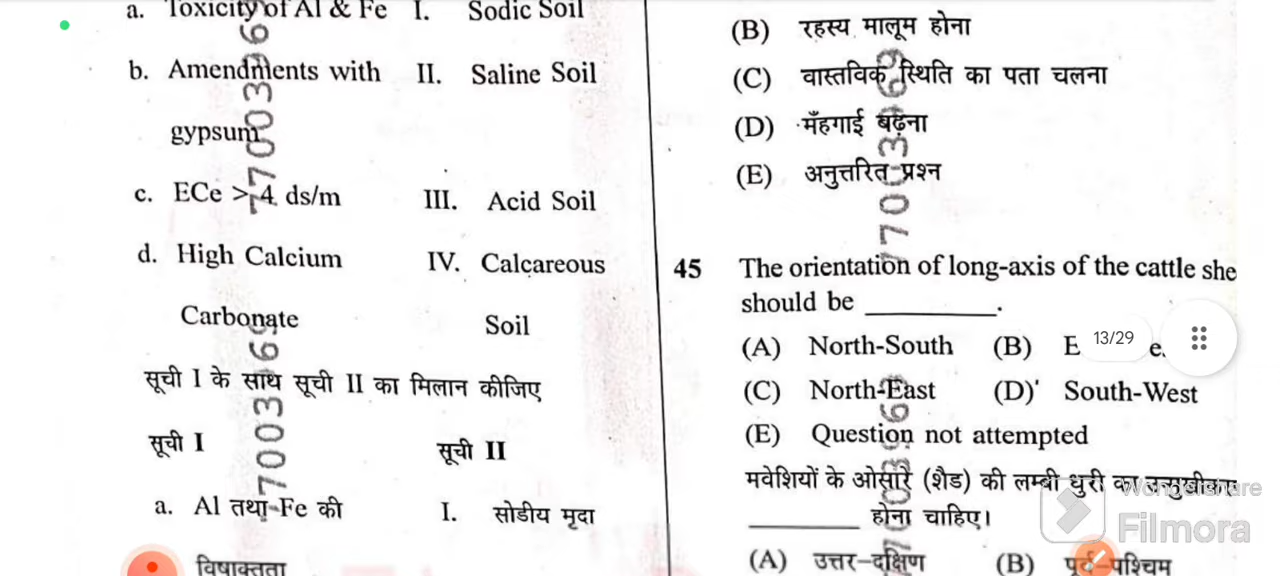 a. Toxicity of Al & Fe I. Sodic Soil
b. Amendments with II. Saline Soil
gypsum
c. ECe > 4 ds/m III. Acid Soil
d. High Calcium IV. Calcareous
Carbonate Soil
सूची I के साथ सूची II का मिलान कीजिए
सूची I सूची II
a. Al तथा Fe की I. सोडीय मृदा
विषाक्तता
(B) रहस्य मालूम होना
(C) वास्तविक स्थिति का पता चलना
(D) मँहगाई बढ़ना
(E) अनुत्तरित प्रश्न
45 The orientation of long-axis of the cattle she
should be ________.
(A) North-South (B)
(C) North-East (D) South-West
(E) Question not attempted
मवेशियों के ओसारे (शैड) की लम्बी धुरी का
________ होना चाहिए।
(A) उत्तर-दक्षिण (B) पूर्व-पश्चिम
13/29
Wondershare
Filmora
7700396